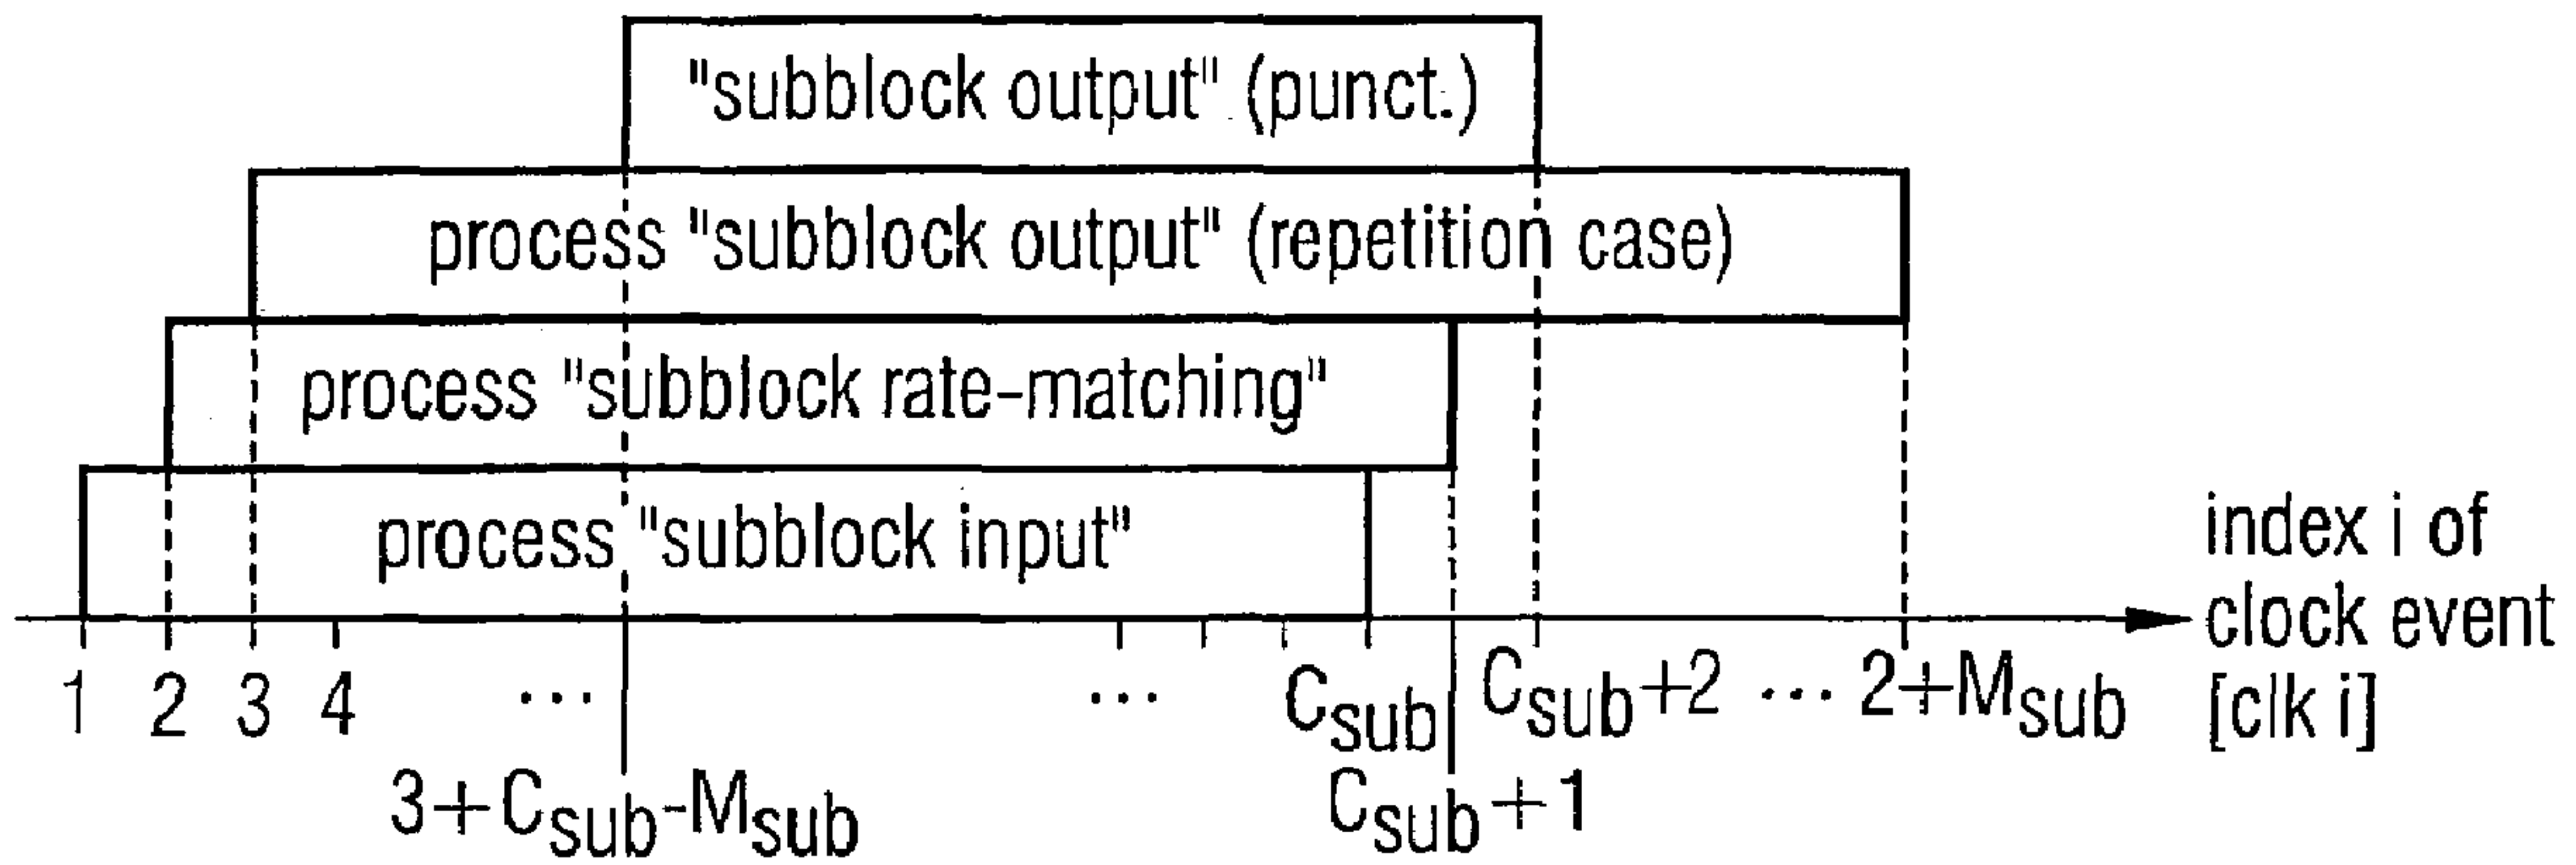 "subblock output" (punct.)
process "subblock output" (repetition case)
process "subblock rate-matching"
process "subblock input"
index i of
clock event
[clk i]
1 2 3 4 ... ... Csub Csub+2 ... 2+Msub
3+Csub-Msub Csub+1